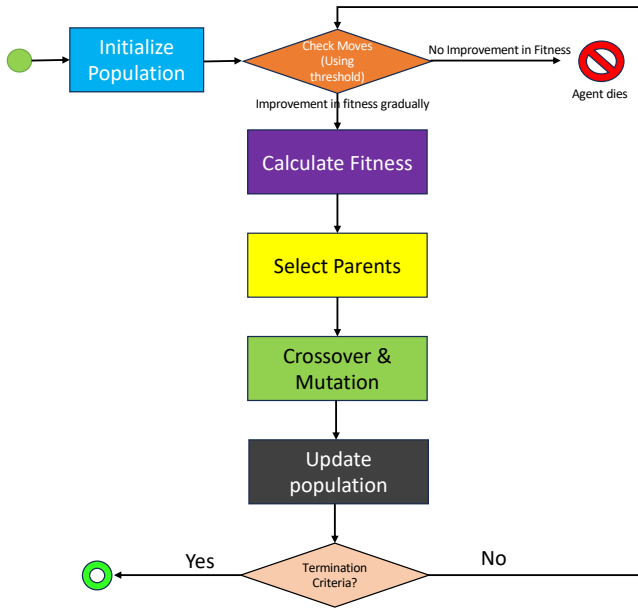 Initialize
Population
Check Moves
(Using
threshold)
No Improvement in Fitness
Agent dies
Improvement in fitness gradually
Calculate Fitness
Select Parents
Crossover &
Mutation
Update
population
Yes
Termination
Criteria?
No